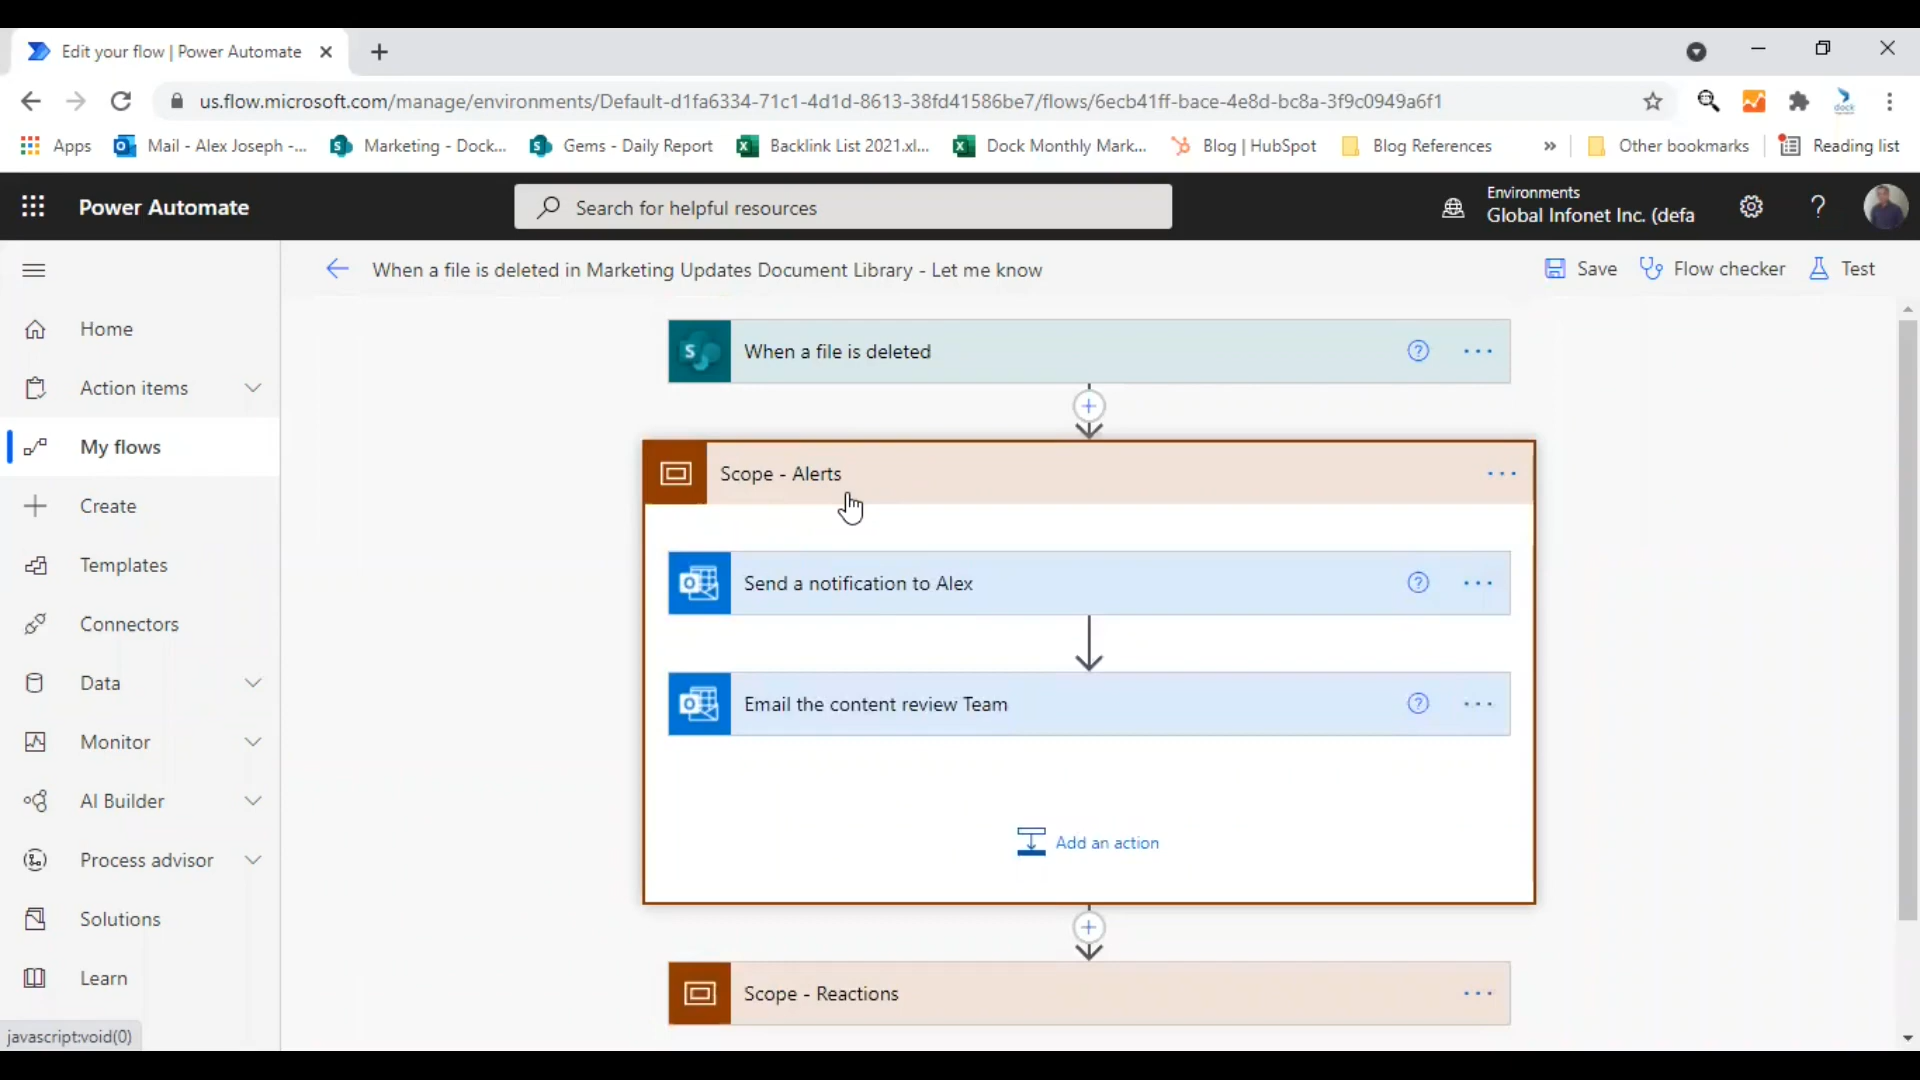 Edit your flow | Power Automate
us.flow.microsoft.com/manage/environments/Default-d1fa6334-71c1-4d1d-8613-38fd41586be7/flows/6ecb41ff-bace-4e8d-bc8a-3f9c0949a6f1
dock
Apps
Mail - Alex Joseph -...
Marketing - Dock...
Gems - Daily Report
Backlink List 2021.xl...
Dock Monthly Mark...
Blog | HubSpot
Blog References
»
Other bookmarks
Reading list
Power Automate
Search for helpful resources
Environments
Global Infonet Inc. (defa
?
When a file is deleted in Marketing Updates Document Library - Let me know
Save
Flow checker
Test
Home
Action items
My flows
Create
Templates
Connectors
Data
Monitor
AI Builder
Process advisor
Solutions
Learn
When a file is deleted
Scope - Alerts
Send a notification to Alex
Email the content review Team
Add an action
Scope - Reactions
javascript:void(0)